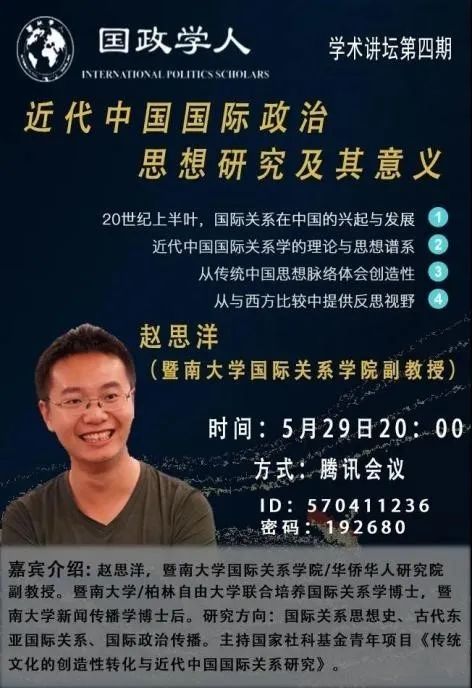 国政学人
INTERNATIONAL POLITICS SCHOLARS
学术讲坛第四期
近代中国国际政治
思想研究及其意义
20世纪上半叶，国际关系在中国的兴起与发展 1
近代中国国际关系学的理论与思想谱系 2
从传统中国思想脉络体会创造性 3
从与西方比较中提供反思视野 4
赵思洋
（暨南大学国际关系学院副教授）
时间：5月29日20：00
方式：腾讯会议
ID：570411236
密码：192680
嘉宾介绍：赵思洋，暨南大学国际关系学院/华侨华人研究院
副教授。暨南大学/柏林自由大学联合培养国际关系学博士，暨
南大学新闻传播学博士后。研究方向：国际关系思想史、古代东
亚国际关系、国际政治传播。主持国家社科基金青年项目《传统
文化的创造性转化与近代中国国际关系研究》。